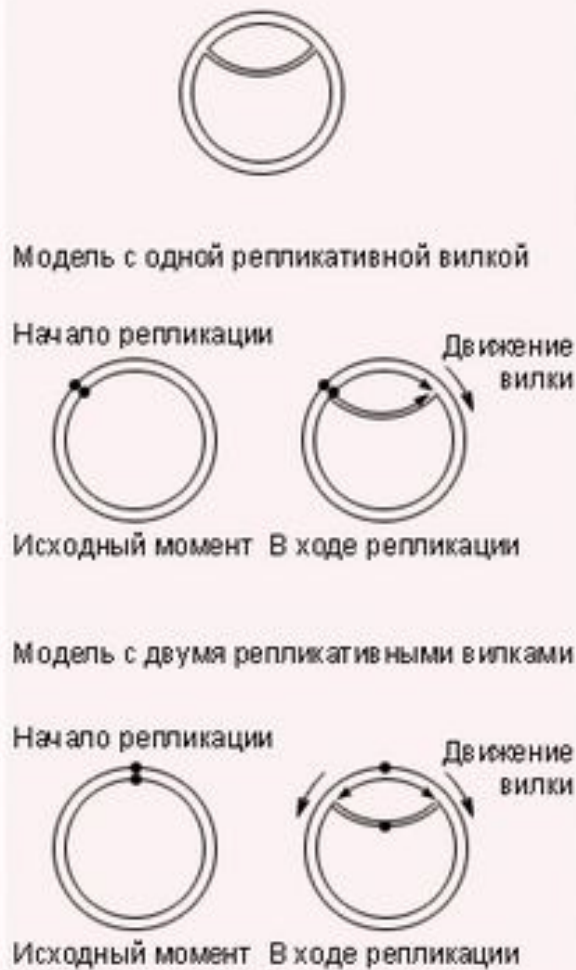 Модель с одной репликативной вилкой
Начало репликации
Движение
вилки
Исходный момент В ходе репликации
Модель с двумя репликативными вилками
Начало репликации
Движение
вилки
Исходный момент В ходе репликации